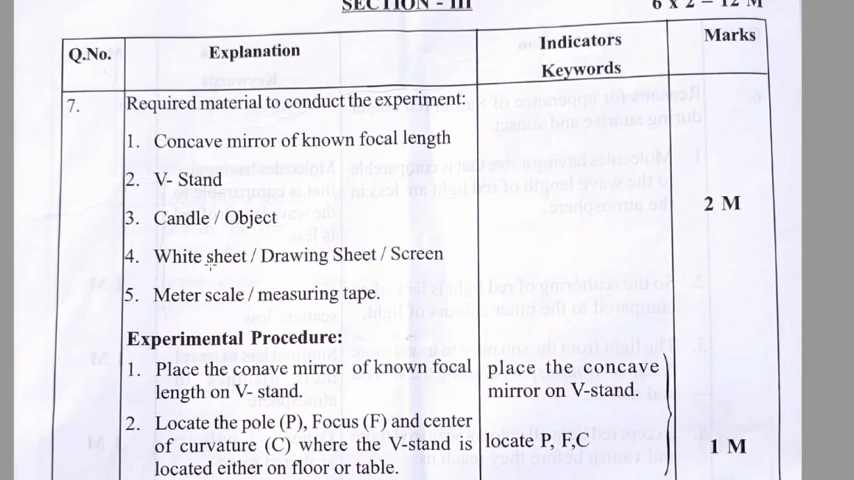 SECTION - III
6 x 2 = 12 M
Q.No. Explanation Indicators Keywords Marks
7. Required material to conduct the experiment:
1. Concave mirror of known focal length
2. V- Stand
3. Candle / Object
2 M
4. White sheet / Drawing Sheet / Screen
5. Meter scale / measuring tape.
Experimental Procedure:
1. Place the conave mirror of known focal
length on V- stand.
place the concave
mirror on V-stand.
2. Locate the pole (P), Focus (F) and center
of curvature (C) where the V-stand is
located either on floor or table.
locate P, F,C
1 M